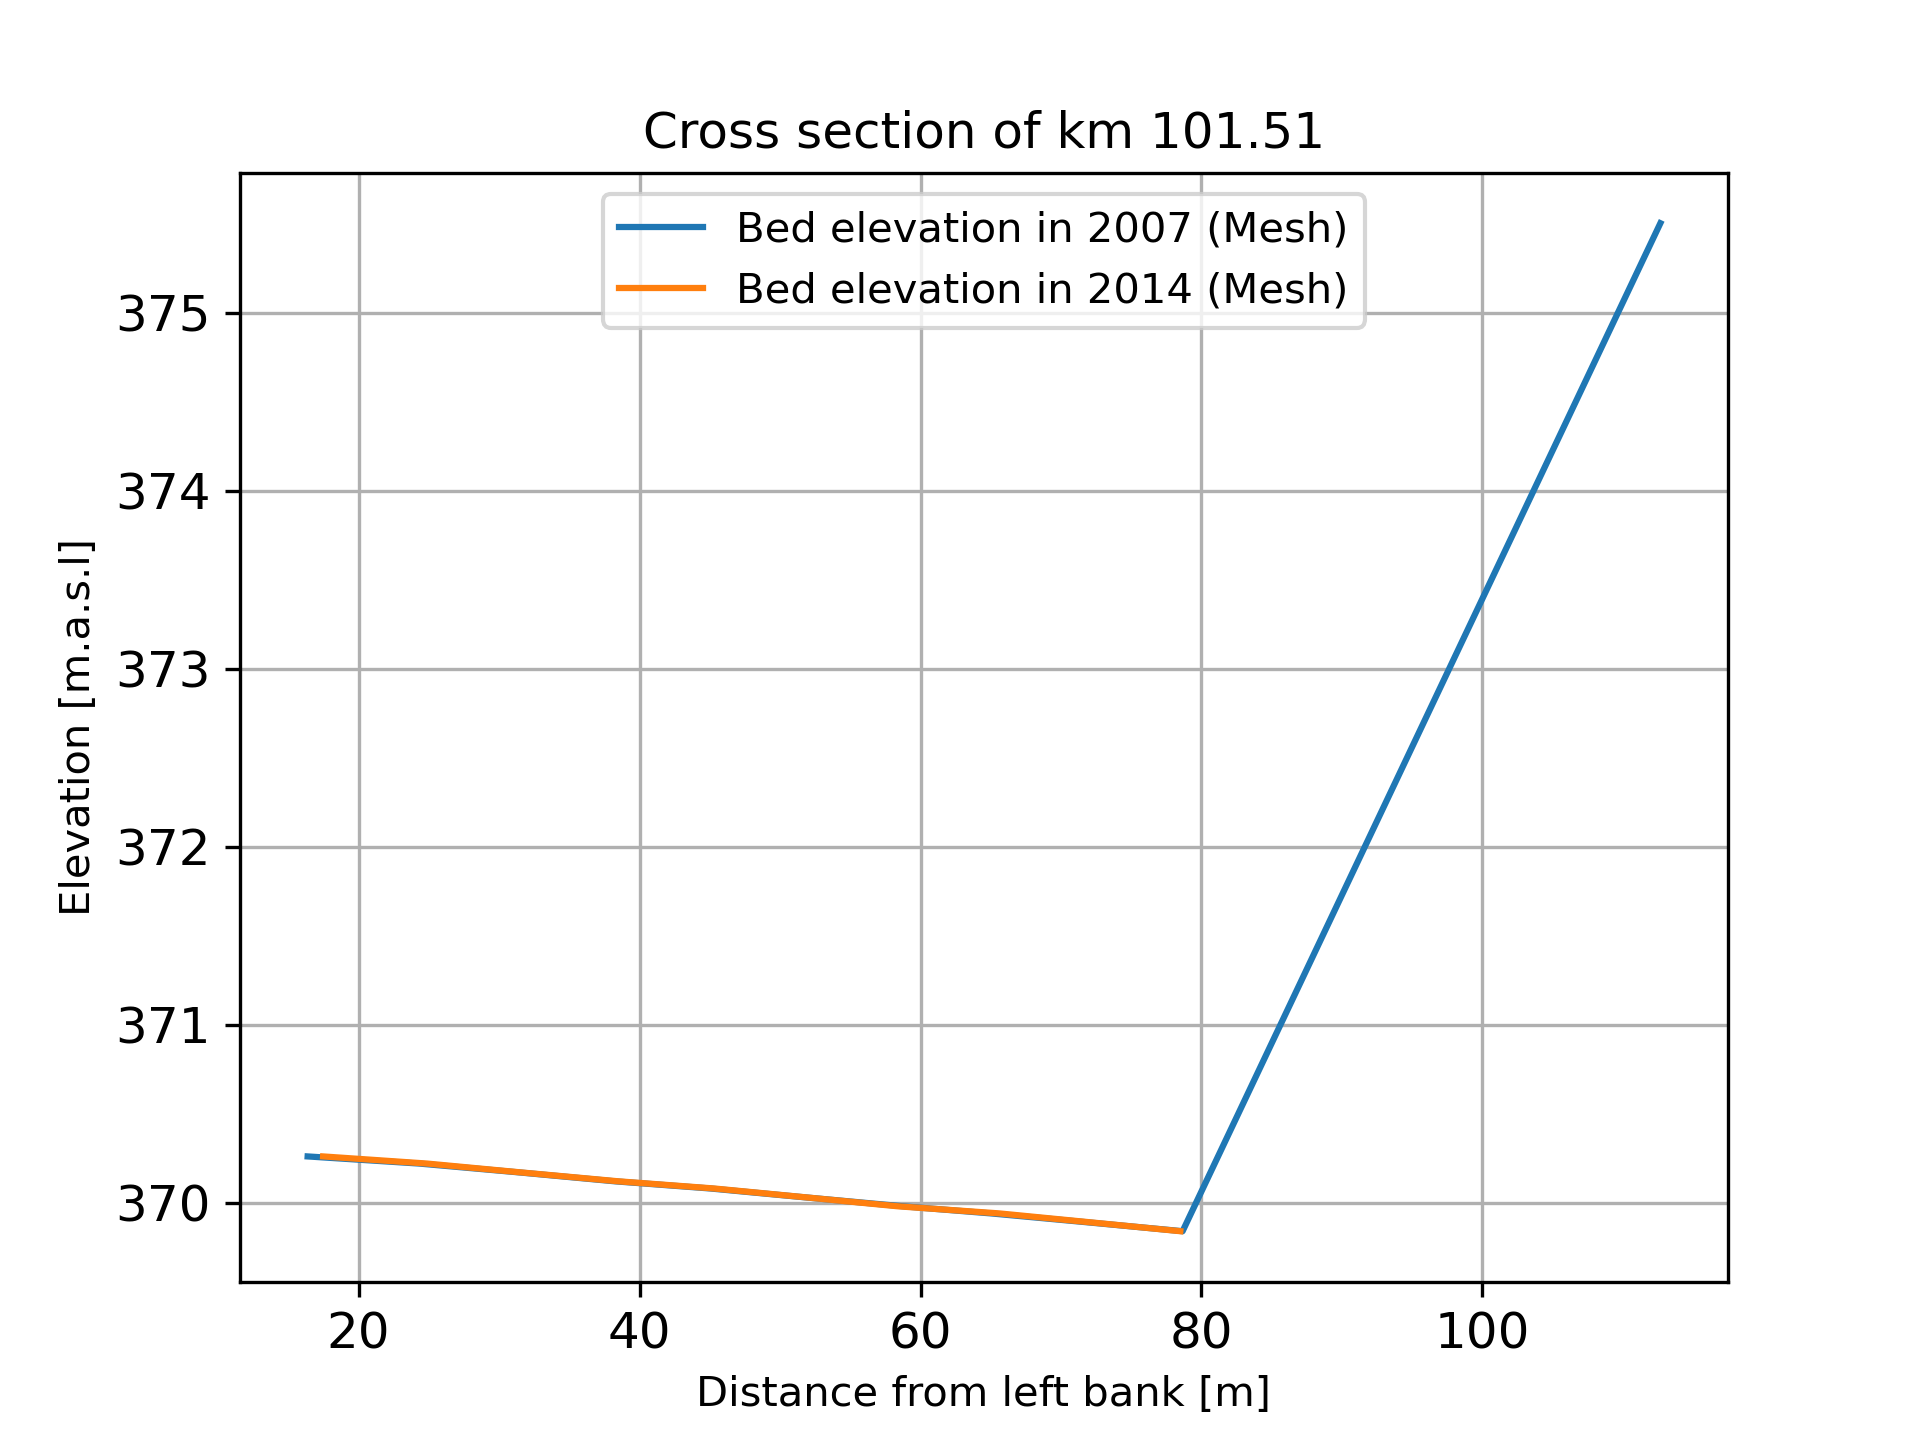 Cross section of km 101.51
Bed elevation in 2007 (Mesh)
Bed elevation in 2014 (Mesh)
Elevation [m.a.s.l]
375
374
373
372
371
370
20 40 60 80 100
Distance from left bank [m]